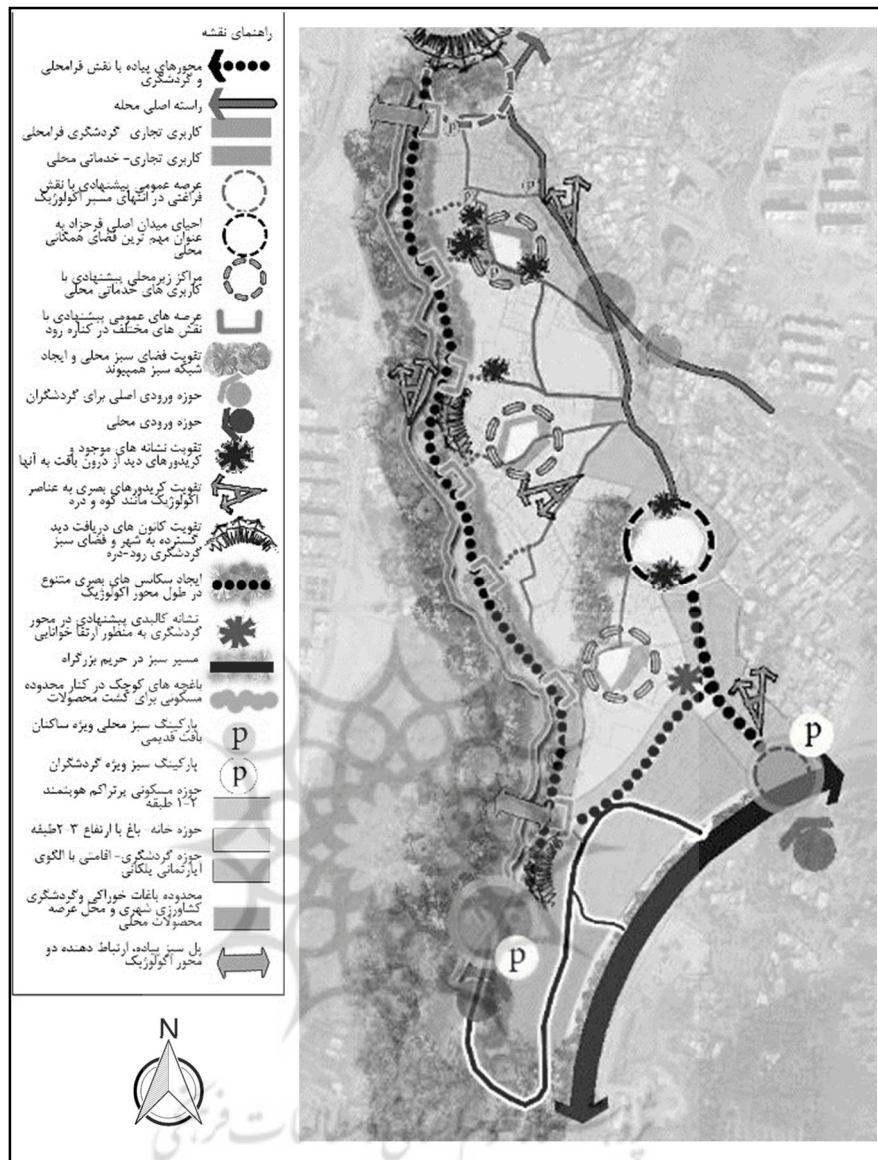 راهنمای نقشه
محورهای پیاده با نقش فرامحلی
و گردشگری
راسته اصلی محله
کاربری تجاری - گردشگری فرامحلی
کاربری تجاری- خدماتی محلی
عرصه عمومی پیشنهادی با نقش
فراغتی در انتهای مسیر اکولوژیک
احیای میدان اصلی فرحزاد به
عنوان مهم ترین فضای همگانی
محلی
مراکز زیرمحلی پیشنهادی با
کاربری های خدماتی محلی
عرصه های عمومی پیشنهادی با
نقش های مختلف در کناره رود
تقویت فضای سبز محلی و ایجاد
شبکه سبز همپیوند
حوزه ورودی اصلی برای گردشگران
حوزه ورودی محلی
تقویت نشانه های موجود و
کریدورهای دید از درون بافت به آنها
تقویت کریدورهای بصری به عناصر
اکولوژیک مانند کوه و دره
تقویت کانون های دریافت دید
گسترده به شهر و فضای سبز
گردشگری رود-دره
ایجاد سکانس های بصری متنوع
در طول محور اکولوژیک
نشانه کالبدی پیشنهادی در محور
گردشگری به منظور ارتقا خوانایی
مسیر سبز در حریم بزرگراه
باغچه های کوچک در کنار محدوده
مسکونی برای کشت محصولات
پارکینگ سبز محلی ویژه ساکنان
بافت قدیمی
p
پارکینگ سبز ویژه گردشگران
p
حوزه مسکونی پرتراکم هویتمند
۱-۲ طبقه
حوزه خانه- باغ با ارتفاع ۳-۲طبقه
حوزه گردشگری- اقامتی با الگوی
آپارتمانی پلکانی
محدوده باغات خوراکی وگردشگری
کشاورزی شهری و محل عرصه
محصولات محلی
پل سبز پیاده، ارتباط دهنده دو
محور اکولوژیک
N
p
p
p
p
p